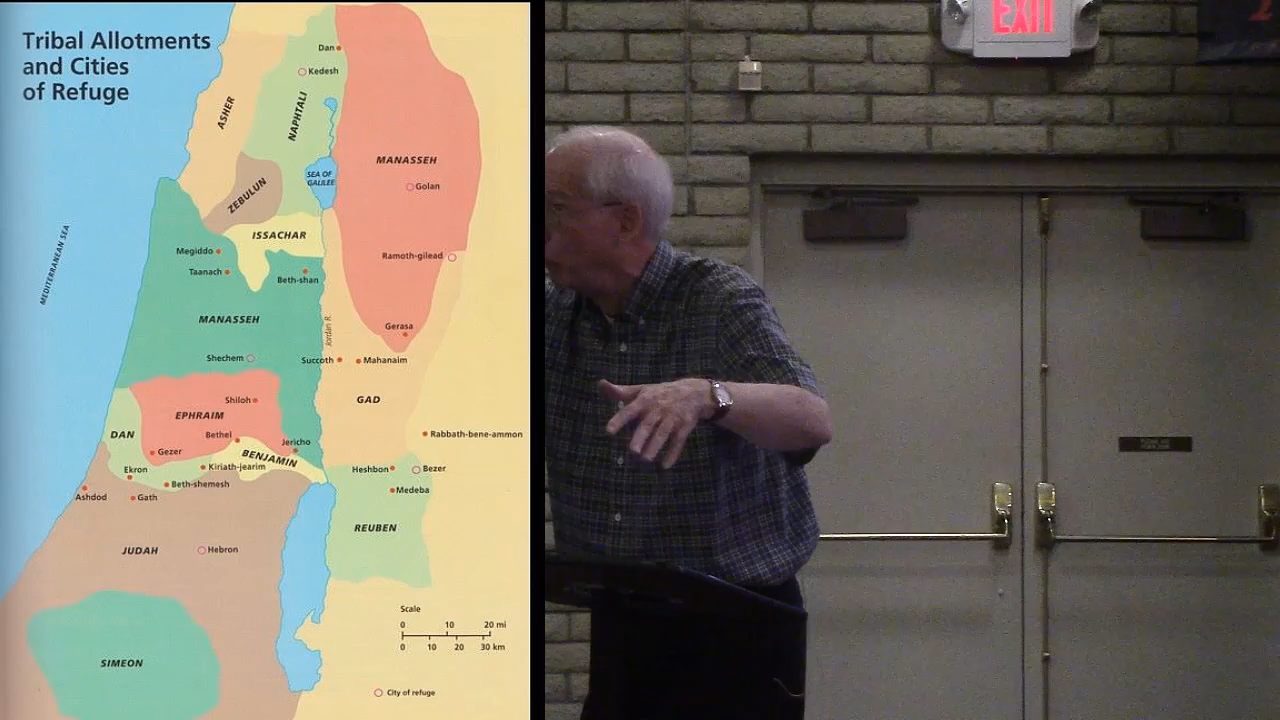 Tribal Allotments
and Cities
of Refuge
Dan
Kedesh
ASHER
NAPHTALI
MANASSEH
SEA OF
GALILEE
Golan
ZEBULUN
MEDITERRANEAN SEA
ISSACHAR
Megiddo
Ramoth-gilead
Taanach
Beth-shan
MANASSEH
Jordan R.
Gerasa
Shechem
Succoth
Mahanaim
Shiloh
GAD
EPHRAIM
DAN
Bethel
Jericho
Rabbath-bene-ammon
Gezer
BENJAMIN
Ekron
Kiriath-jearim
Heshbon
Bezer
Beth-shemesh
Ashdod
Gath
Medeba
REUBEN
JUDAH
Hebron
Scale
0 10 20 mi
0 10 20 30 km
SIMEON
City of refuge
EXIT